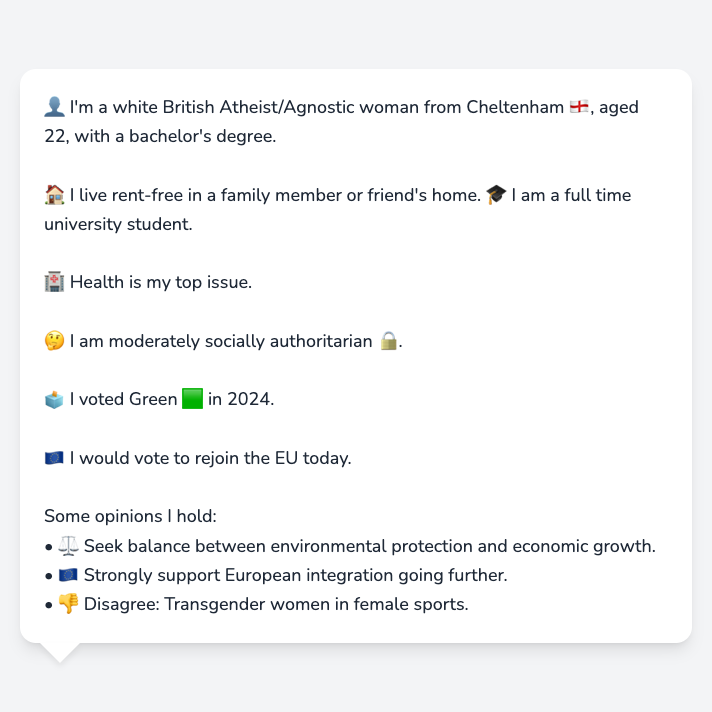 👤 I'm a white British Atheist/Agnostic woman from Cheltenham 🏴󠁧󠁢󠁥󠁮󠁧󠁿, aged
22, with a bachelor's degree.
🏠 I live rent-free in a family member or friend's home. 🎓 I am a full time
university student.
🏥 Health is my top issue.
🤔 I am moderately socially authoritarian 🔒.
🗳️ I voted Green 🟩 in 2024.
🇪🇺 I would vote to rejoin the EU today.
Some opinions I hold:
• ⚖️ Seek balance between environmental protection and economic growth.
• 🇪🇺 Strongly support European integration going further.
• 👎 Disagree: Transgender women in female sports.